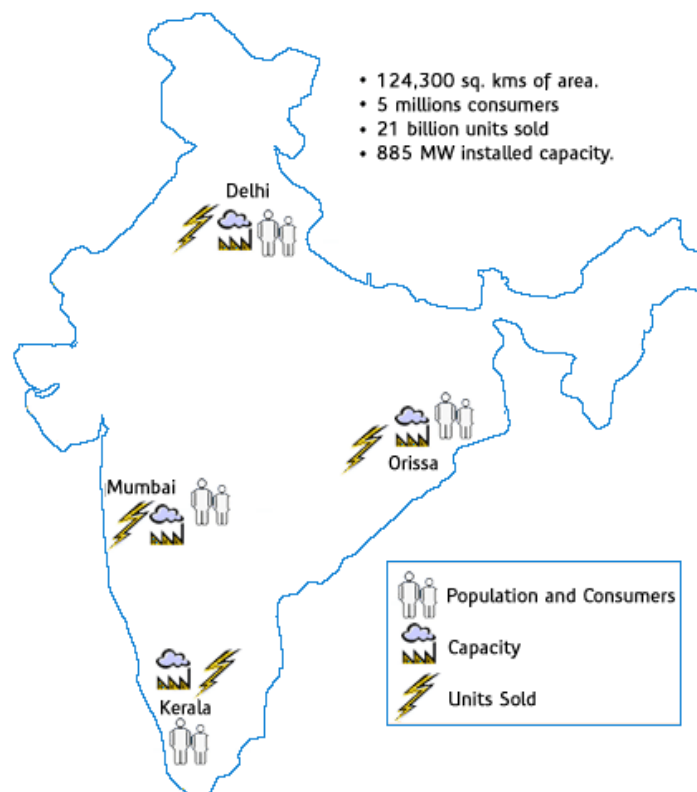 • 124,300 sq. kms of area.
• 5 millions consumers
• 21 billion units sold
• 885 MW installed capacity.
Delhi
Orissa
Mumbai
Kerala
Population and Consumers
Capacity
Units Sold